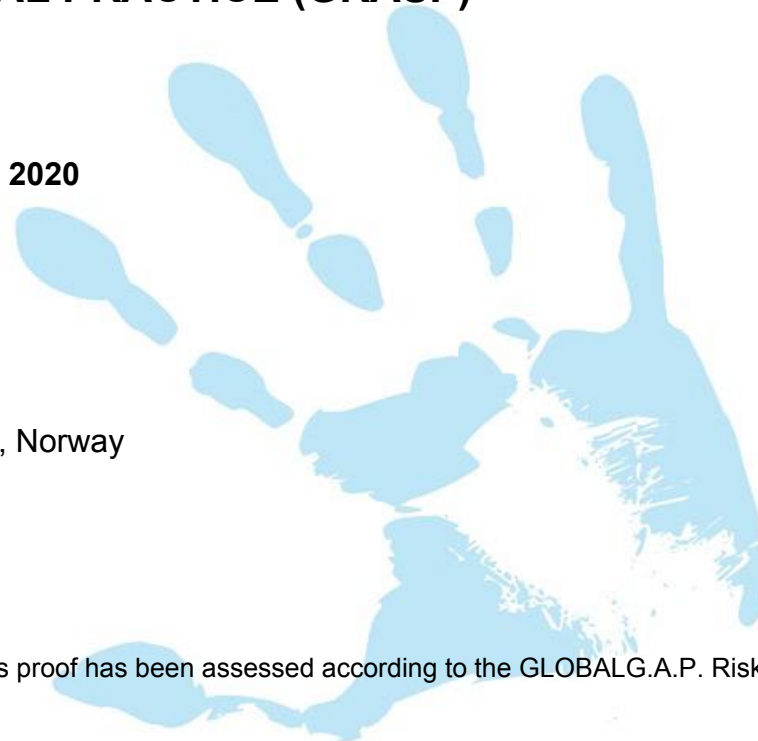 2020
, Norway
s proof has been assessed according to the GLOBALG.A.P. Risk